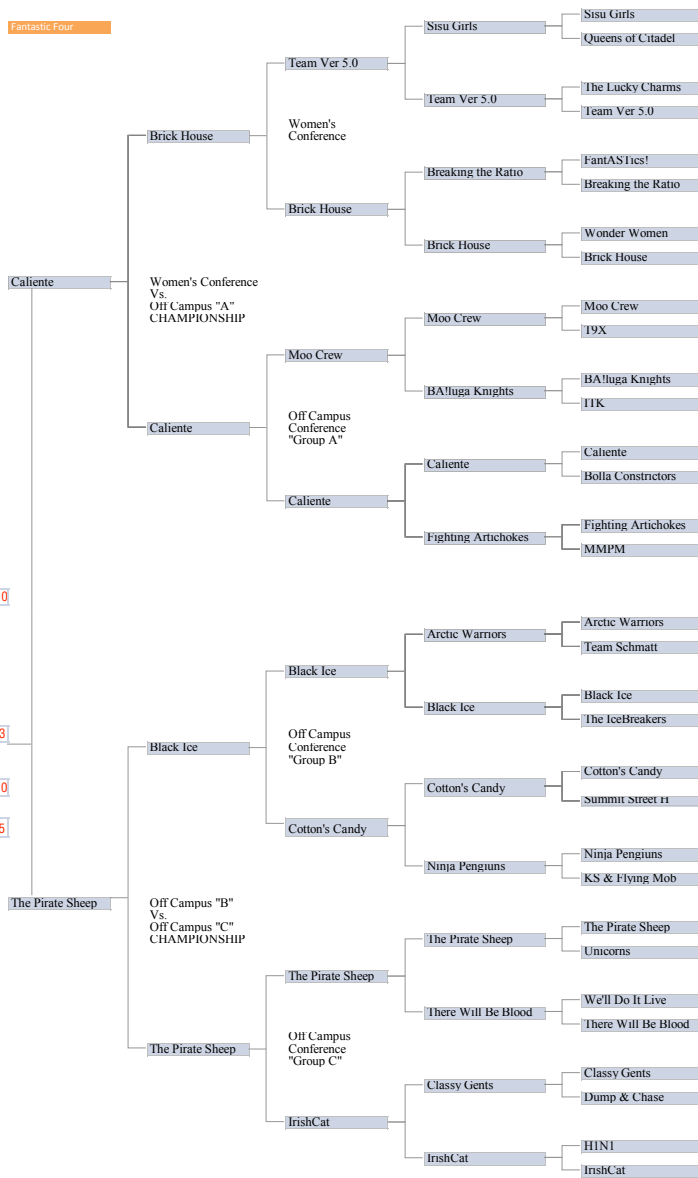 Fantastic Four
Sisu Girls
Sisu Girls
Queens of Citadel
Team Ver 5.0
Team Ver 5.0
The Lucky Charms
Team Ver 5.0
Women's
Conference
Brick House
FantASTics!
Breaking the Ratio
Breaking the Ratio
Brick House
Wonder Women
Brick House
Brick House
Caliente
Women's Conference
Vs.
Off Campus "A"
CHAMPIONSHIP
Moo Crew
Moo Crew
T9X
Moo Crew
BA!luga Knights
BA!luga Knights
ITK
Off Campus
Conference
"Group A"
Caliente
Caliente
Caliente
Bolla Constrictors
Caliente
Fighting Artichokes
Fighting Artichokes
MMPM
0
Arctic Warriors
Arctic Warriors
Team Schmatt
Black Ice
Black Ice
Black Ice
The IceBreakers
3
Off Campus
Conference
"Group B"
Black Ice
Cotton's Candy
Cotton's Candy
Summit Street H
0
5
Cotton's Candy
Ninja Pengiuns
Ninja Pengiuns
KS & Flying Mob
The Pirate Sheep
Off Campus "B"
Vs.
Off Campus "C"
CHAMPIONSHIP
The Pirate Sheep
The Pirate Sheep
Unicorns
The Pirate Sheep
There Will Be Blood
We'll Do It Live
There Will Be Blood
Off Campus
Conference
"Group C"
The Pirate Sheep
Classy Gents
Classy Gents
Dump & Chase
IrishCat
IrishCat
H1N1
IrishCat